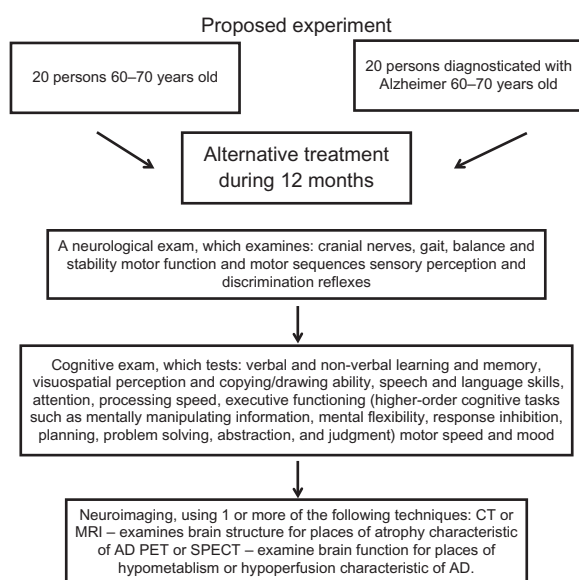 Proposed experiment
20 persons 60–70 years old
20 persons diagnosticated with
Alzheimer 60–70 years old
Alternative treatment
during 12 months
A neurological exam, which examines: cranial nerves, gait, balance and
stability motor function and motor sequences sensory perception and
discrimination reflexes
Cognitive exam, which tests: verbal and non-verbal learning and memory,
visuospatial perception and copying/drawing ability, speech and language skills,
attention, processing speed, executive functioning (higher-order cognitive tasks
such as mentally manipulating information, mental flexibility, response inhibition,
planning, problem solving, abstraction, and judgment) motor speed and mood
Neuroimaging, using 1 or more of the following techniques: CT or
MRI – examines brain structure for places of atrophy characteristic
of AD PET or SPECT – examine brain function for places of
hypometablism or hypoperfusion characteristic of AD.